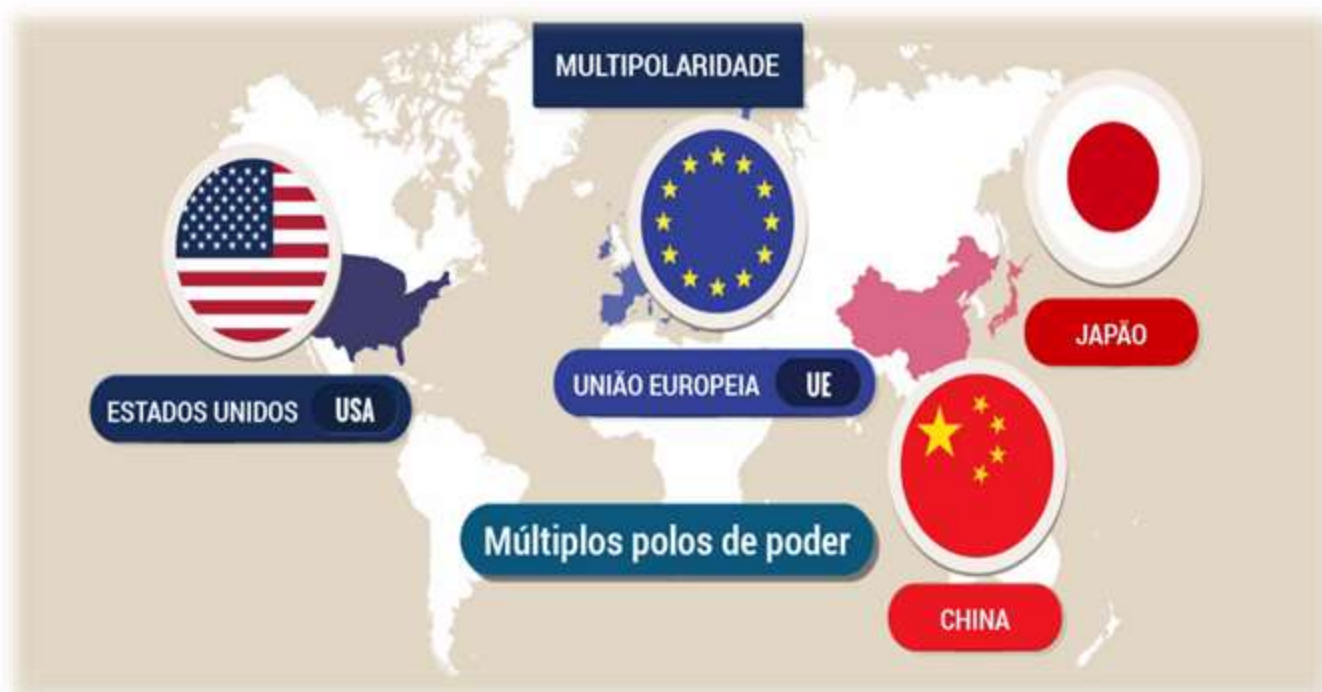 MULTIPOLARIDADE
JAPÃO
UNIÃO EUROPEIA UE
ESTADOS UNIDOS USA
Múltiplos polos de poder
CHINA